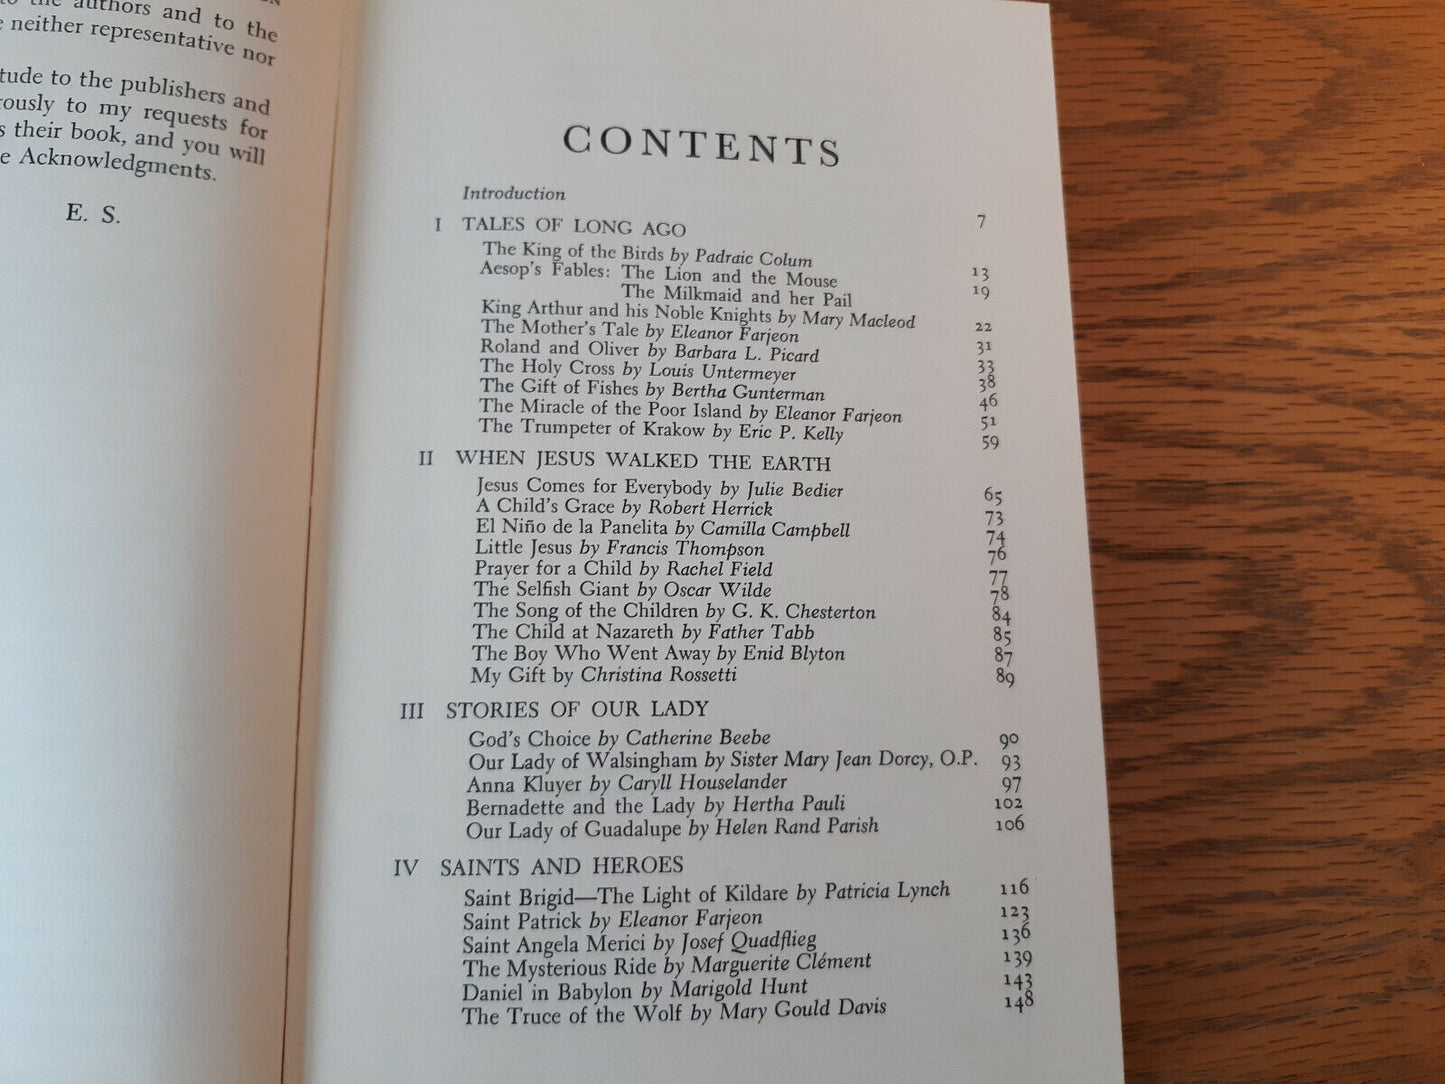 authors and to the
neither representative nor
tude to the publishers and
rously to my requests for
s their book, and you will
e Acknowledgments.
E. S.
CONTENTS
Introduction 7
I TALES OF LONG AGO
The King of the Birds by Padraic Colum 13
Aesop's Fables: The Lion and the Mouse 19
The Milkmaid and her Pail
King Arthur and his Noble Knights by Mary Macleod 22
The Mother's Tale by Eleanor Farjeon 31
Roland and Oliver by Barbara L. Picard 33
The Holy Cross by Louis Untermeyer 38
The Gift of Fishes by Bertha Gunterman 46
The Miracle of the Poor Island by Eleanor Farjeon 51
The Trumpeter of Krakow by Eric P. Kelly 59
II WHEN JESUS WALKED THE EARTH
Jesus Comes for Everybody by Julie Bedier 65
A Child's Grace by Robert Herrick 73
El Niño de la Panelita by Camilla Campbell 74
Little Jesus by Francis Thompson 76
Prayer for a Child by Rachel Field 77
The Selfish Giant by Oscar Wilde 78
The Song of the Children by G. K. Chesterton 84
The Child at Nazareth by Father Tabb 85
The Boy Who Went Away by Enid Blyton 87
My Gift by Christina Rossetti 89
III STORIES OF OUR LADY
God's Choice by Catherine Beebe 90
Our Lady of Walsingham by Sister Mary Jean Dorcy, O.P. 93
Anna Kluyer by Caryll Houselander 97
Bernadette and the Lady by Hertha Pauli 102
Our Lady of Guadalupe by Helen Rand Parish 106
IV SAINTS AND HEROES
Saint Brigid—The Light of Kildare by Patricia Lynch 116
Saint Patrick by Eleanor Farjeon 123
Saint Angela Merici by Josef Quadflieg 136
The Mysterious Ride by Marguerite Clément 139
Daniel in Babylon by Marigold Hunt 143
The Truce of the Wolf by Mary Gould Davis 148